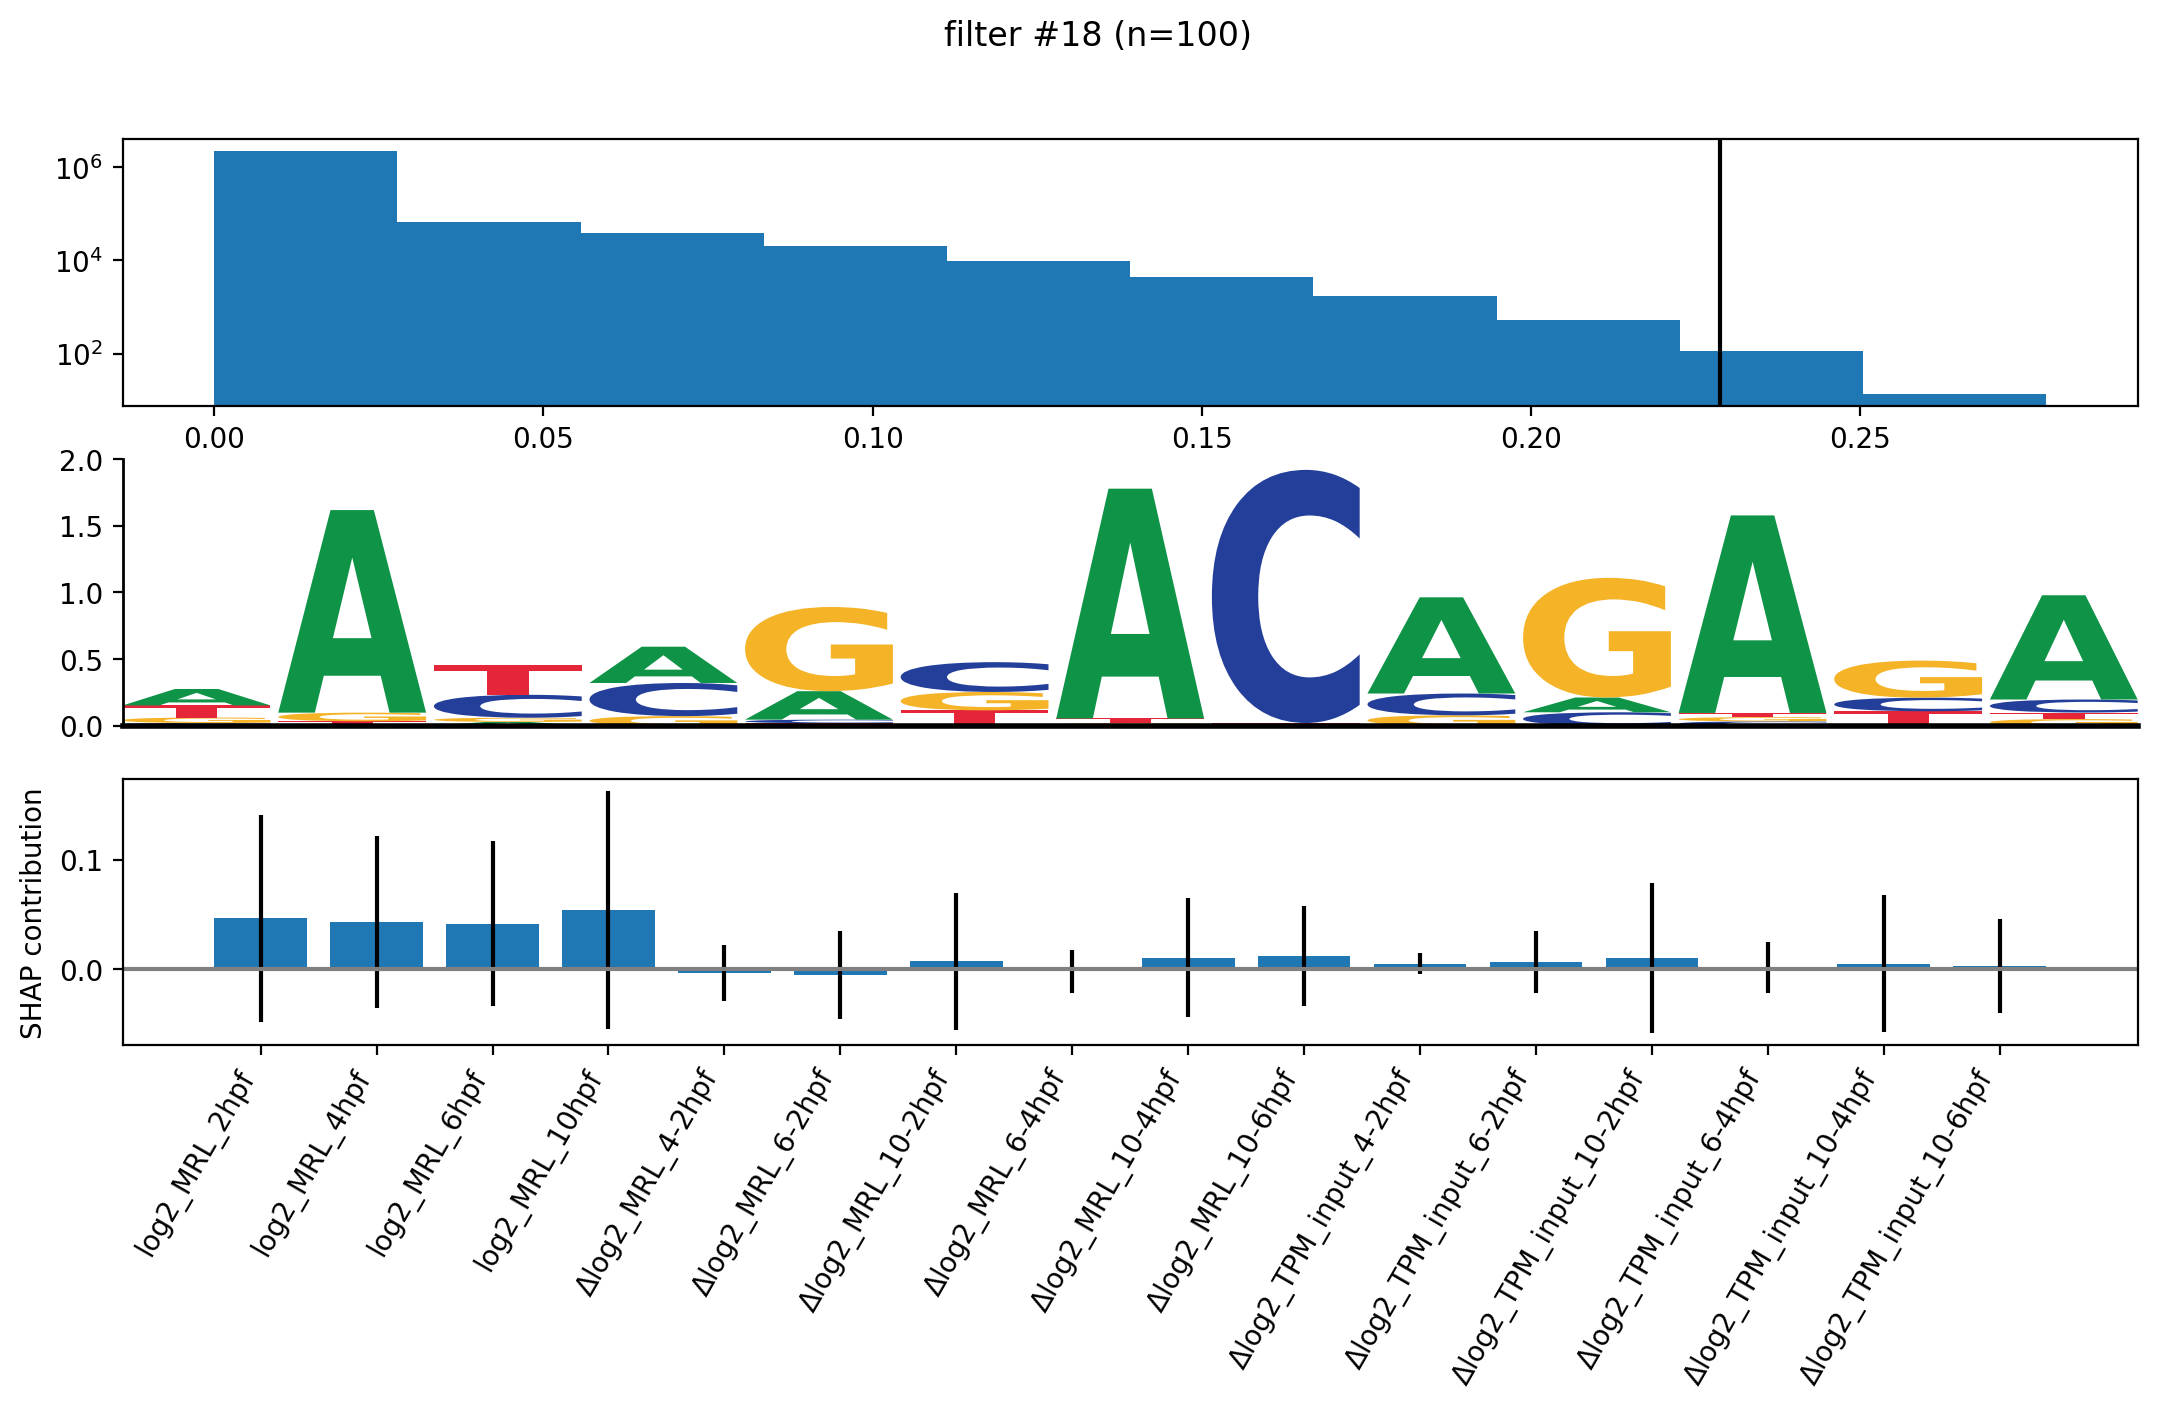 filter #18 (n=100)
10^6
10^4
10^2
0.00 0.05 0.10 0.15 0.20 0.25
2.0
1.5
1.0
0.5
0.0
A T G
A G T
T C G A
A C G
G A C
C G T
A T
C
A C G
G A C
A T G C
G C T
A C T G
SHAP contribution
0.1
0.0
log2_MRL_2hpf
log2_MRL_4hpf
log2_MRL_6hpf
log2_MRL_10hpf
Δlog2_MRL_4-2hpf
Δlog2_MRL_6-2hpf
Δlog2_MRL_10-2hpf
Δlog2_MRL_6-4hpf
Δlog2_MRL_10-4hpf
Δlog2_MRL_10-6hpf
Δlog2_TPM_input_4-2hpf
Δlog2_TPM_input_6-2hpf
Δlog2_TPM_input_10-2hpf
Δlog2_TPM_input_6-4hpf
Δlog2_TPM_input_10-4hpf
Δlog2_TPM_input_10-6hpf